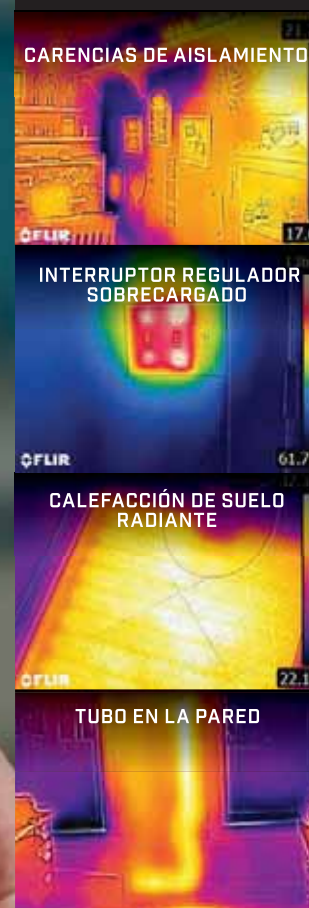 CARENCIAS DE AISLAMIENTO
FLIR
INTERRUPTOR REGULADOR
SOBRECARGADO
FLIR
61.7
CALEFACCIÓN DE SUELO
RADIANTE
FLIR
22.1
TUBO EN LA PARED